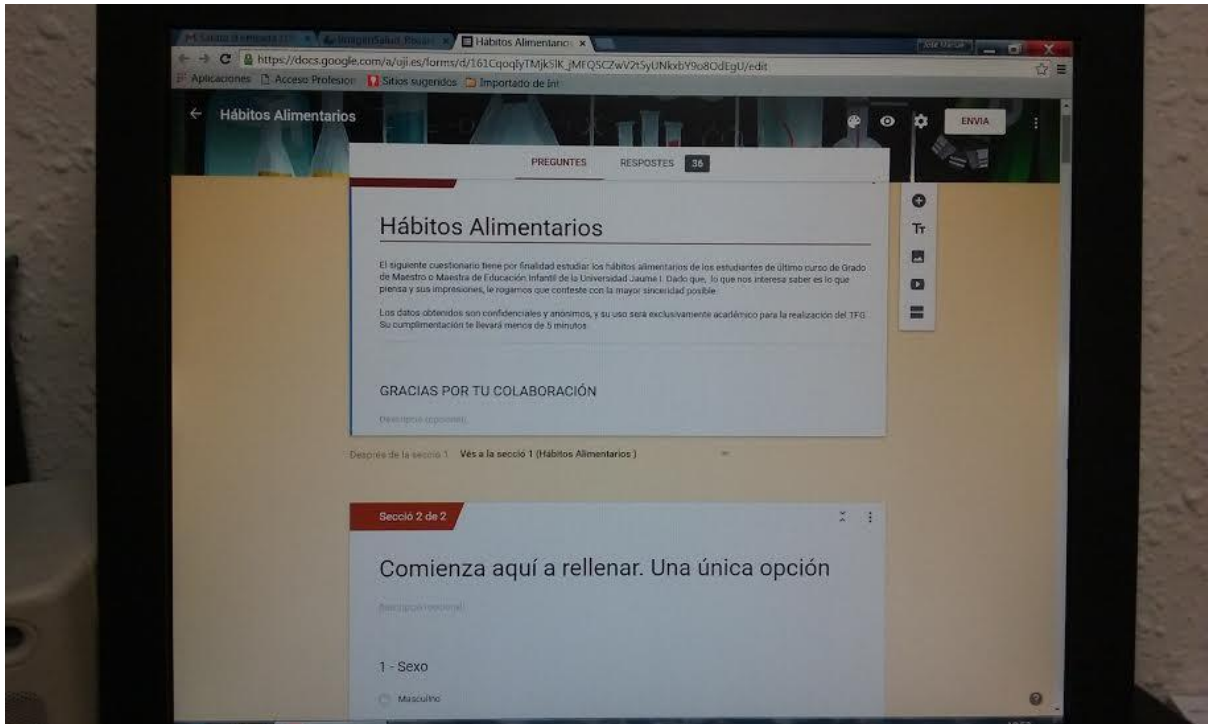 Hábitos Alimentario
https://docs.google.com/a/uji.es/forms/d/
/edit
Aplicaciones Acceso Profesion Sitios sugeridos Importado de Int
Hábitos Alimentarios
ENVIA
PREGUNTES RESPOSTES 36
Hábitos Alimentarios
El siguiente cuestionario tiene por finalidad estudiar los hábitos alimentarios de los estudiantes de último curso de Grado
de Maestro o Maestra de Educación Infantil de la Universidad Jaume I. Dado que, lo que nos interesa saber es lo que
piensa y sus impresiones, le rogamos que conteste con la mayor sinceridad posible.
Los datos obtenidos son confidenciales y anónimos, y su uso será exclusivamente académico para la realización del TFG.
Su cumplimentación te llevará menos de 5 minutos.
GRACIAS POR TU COLABORACIÓN
Descripció (opcional)
Després de la secció 1 Vés a la secció 1 (Hábitos Alimentarios )
Secció 2 de 2
Comienza aquí a rellenar. Una única opción
Descripció (opcional)
1 - Sexo
Masculino